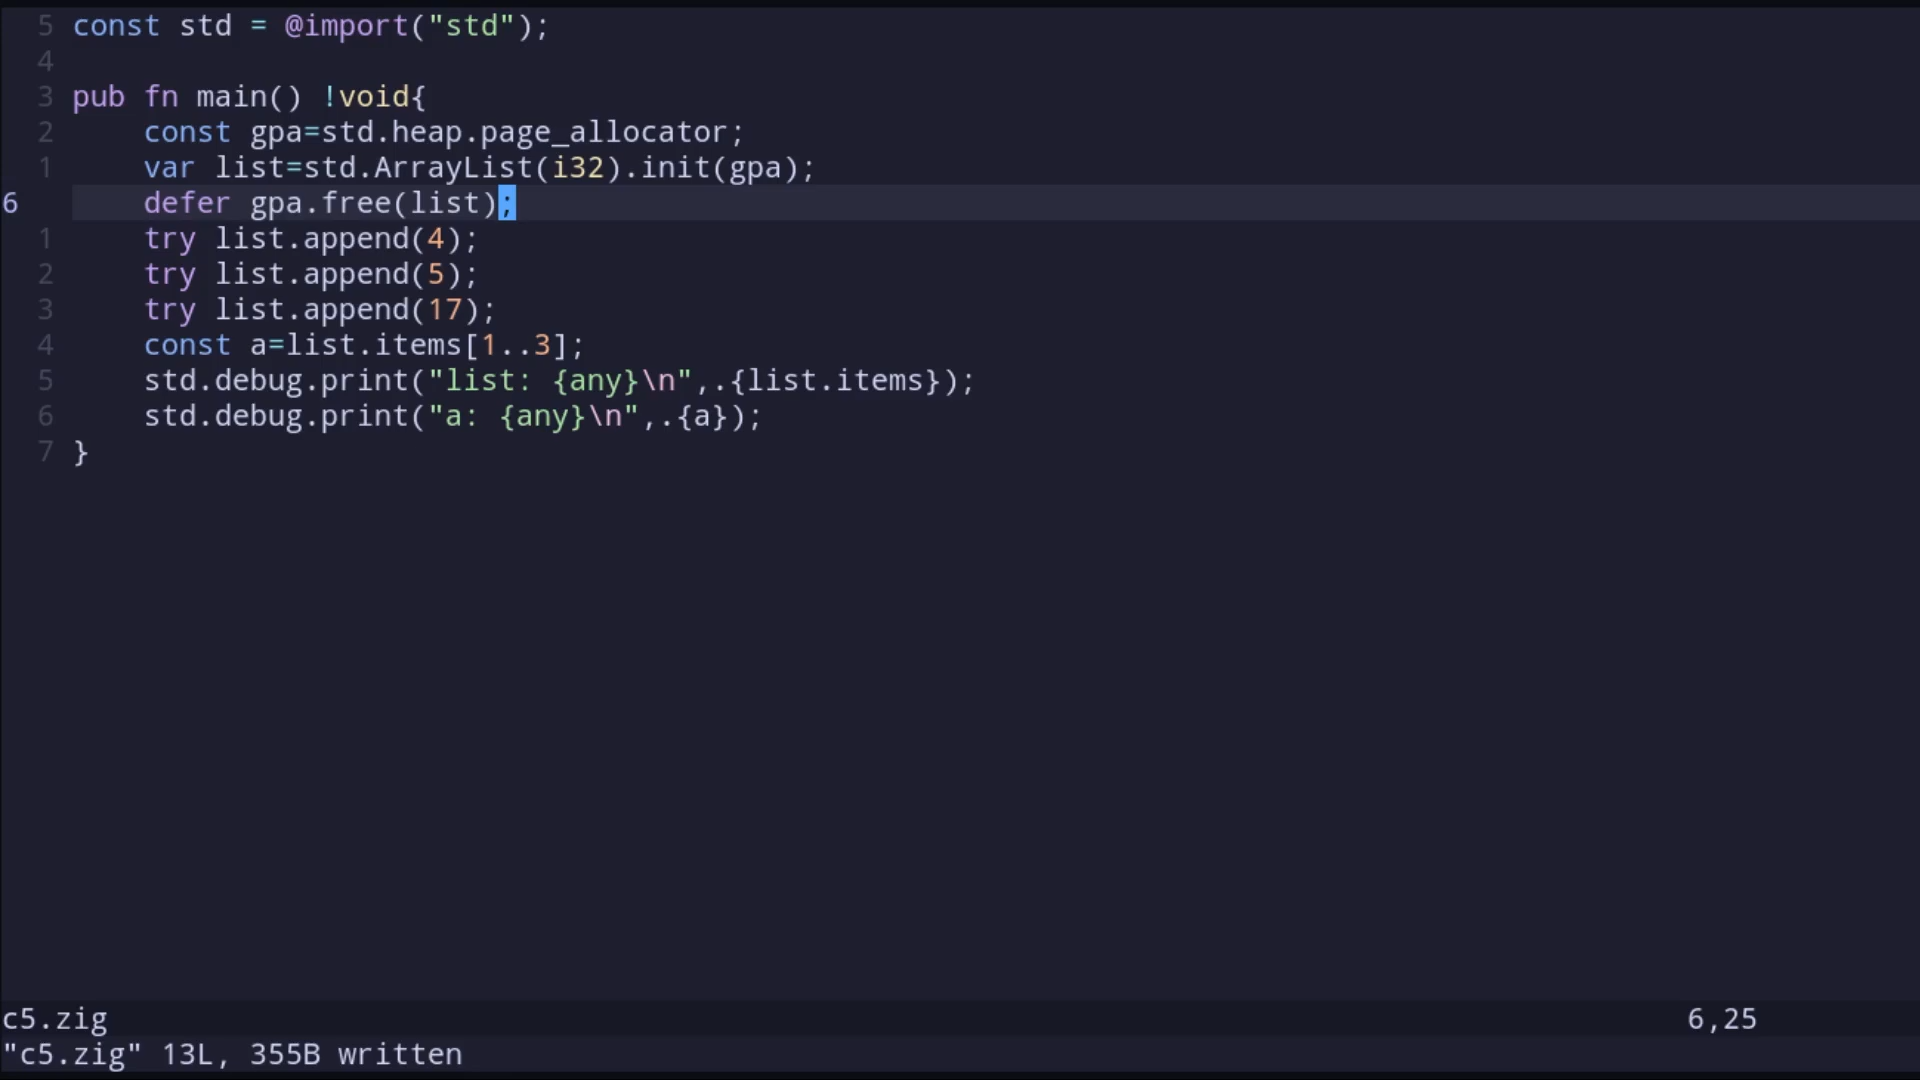 5 const std = @import("std");
4
3 pub fn main() !void{
2     const gpa=std.heap.page_allocator;
1     var list=std.ArrayList(i32).init(gpa);
6     defer gpa.free(list);
1     try list.append(4);
2     try list.append(5);
3     try list.append(17);
4     const a=list.items[1..3];
5     std.debug.print("list: {any}\n",.{list.items});
6     std.debug.print("a: {any}\n",.{a});
7 }
c5.zig 6,25
"c5.zig" 13L, 355B written